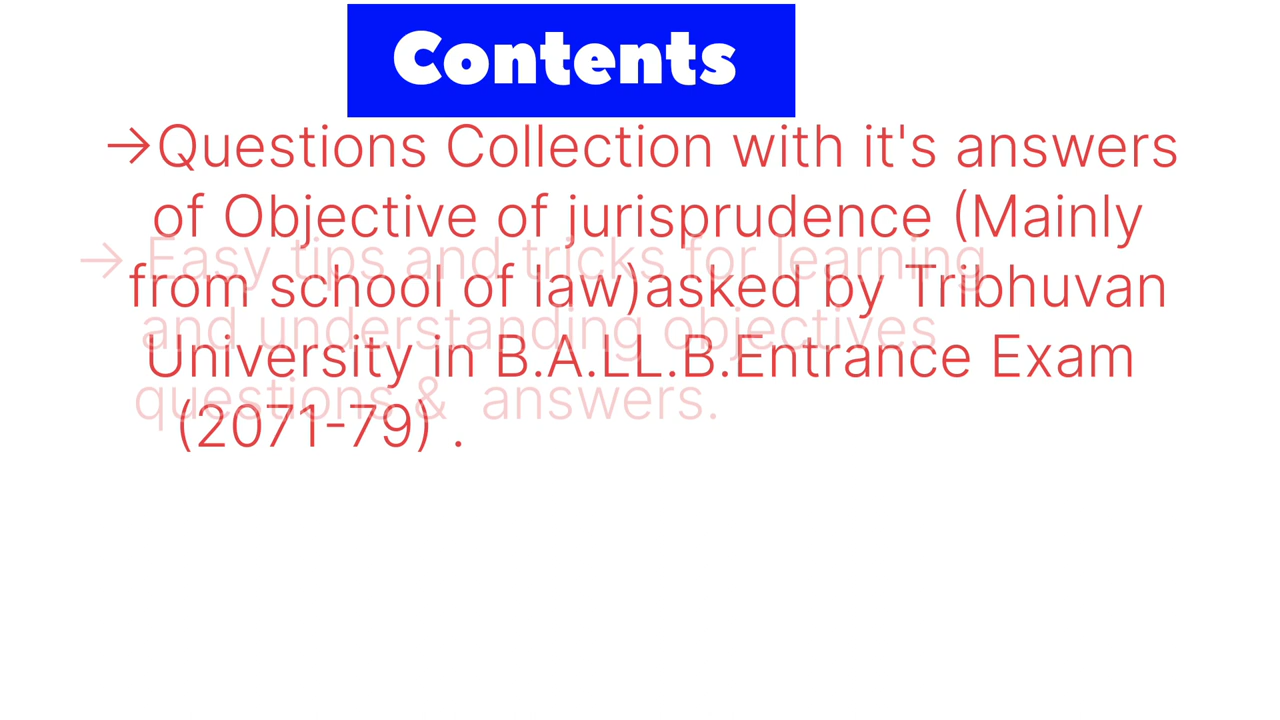 Contents
→Questions Collection with it's answers
of Objective of jurisprudence (Mainly
from school of law)asked by Tribhuvan
University in B.A.LL.B.Entrance Exam
(2071-79) .
→ Easy tips and tricks for learning
and understanding objectives
questions & answers.